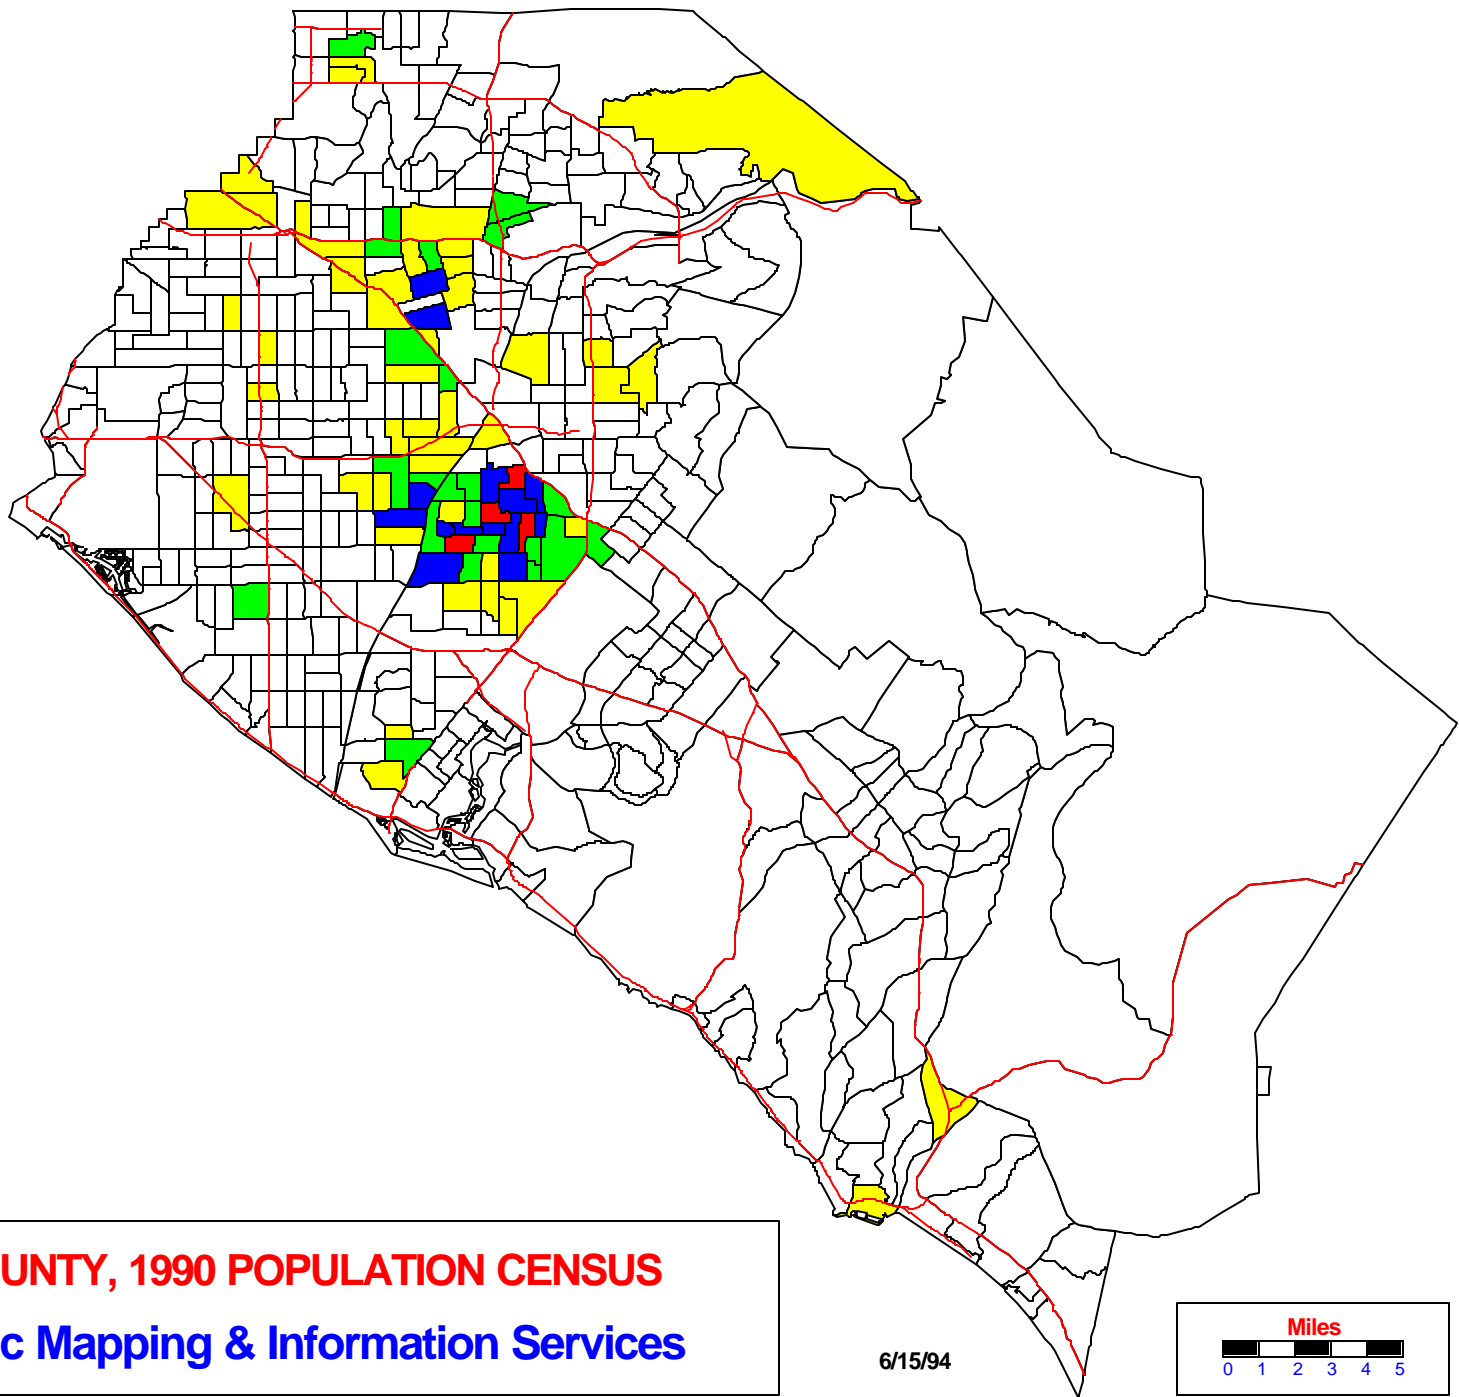 UNTY, 1990 POPULATION CENSUS
c Mapping & Information Services
6/15/94
Miles
0 1 2 3 4 5